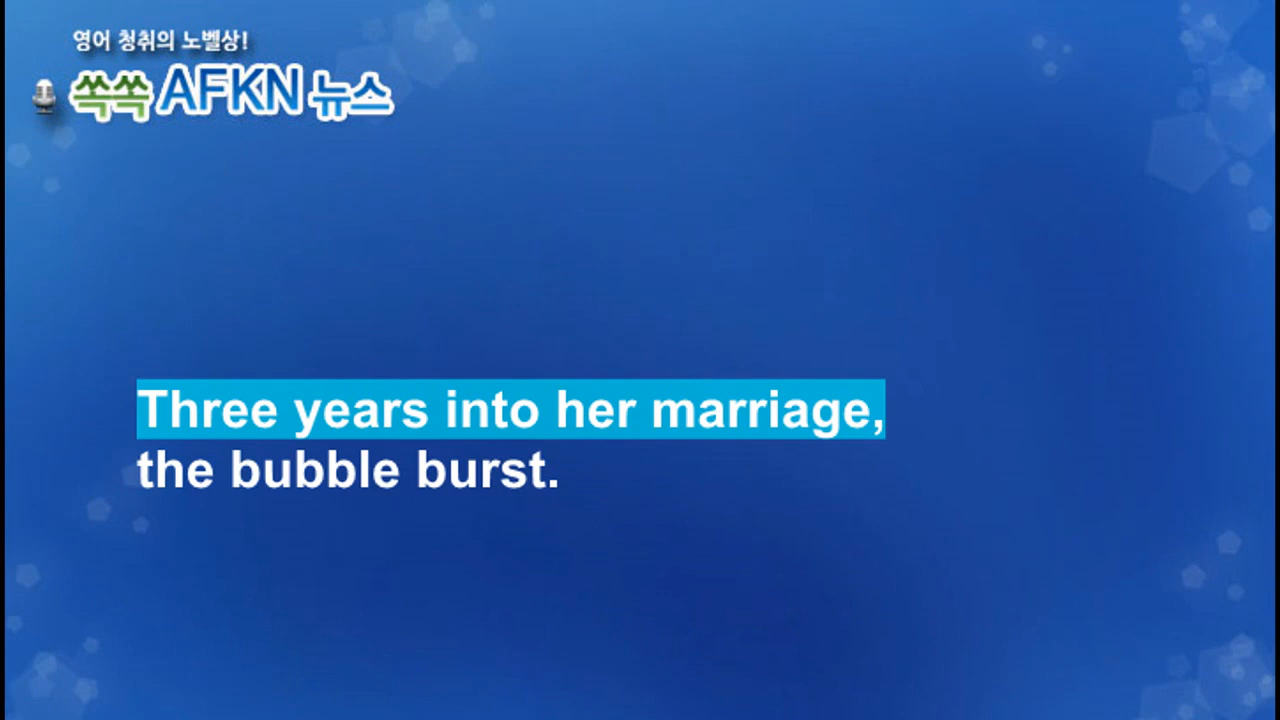 영어 청취의 노벨상!
쏙쏙 AFKN 뉴스
Three years into her marriage,
the bubble burst.